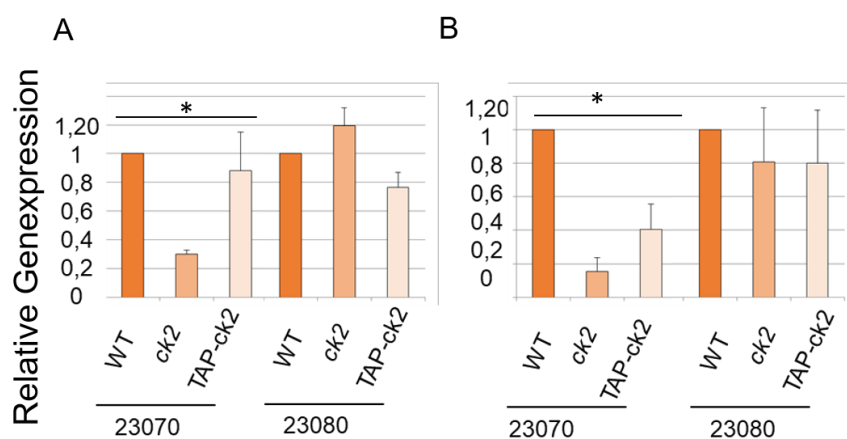 A
B
Relative Genexpression
*
1,20
1
0,8
0,6
0,4
0,2
0
WT
ck2
TAP-ck2
WT
ck2
TAP-ck2
23070
23080
*
1,20
1
0,8
0,6
0,4
0,2
0
WT
ck2
TAP-ck2
WT
ck2
TAP-ck2
23070
23080